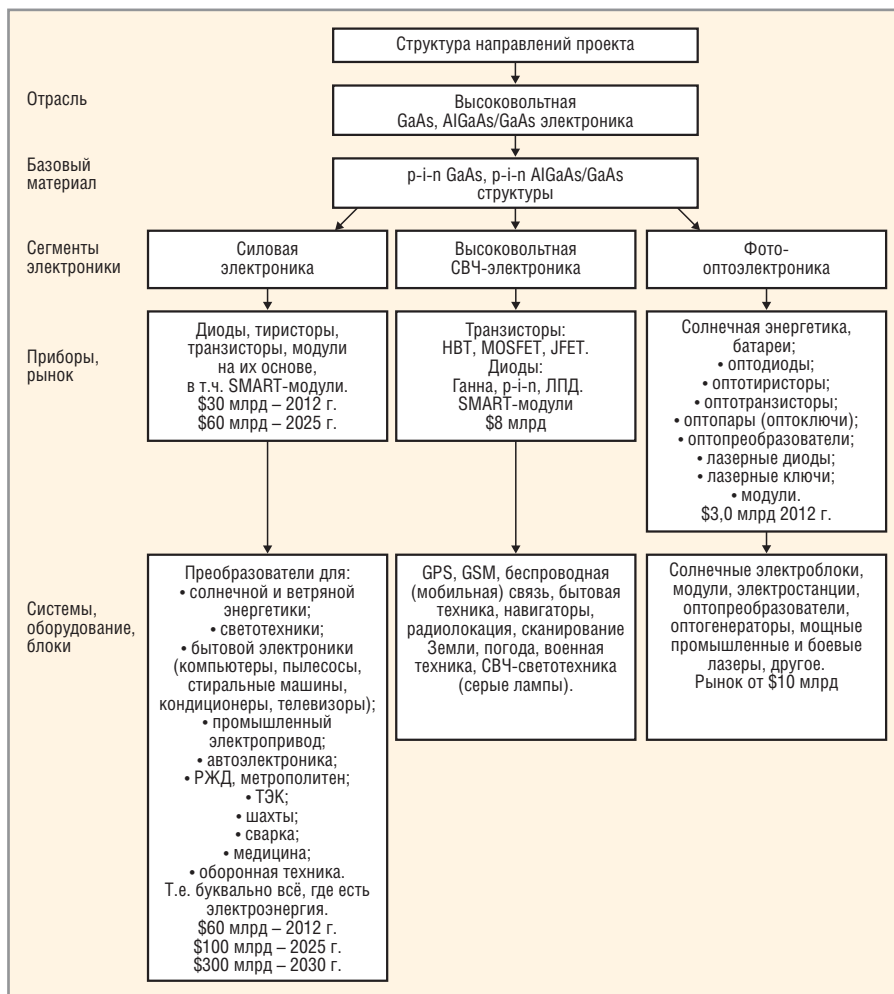 Структура направлений проекта
Отрасль
Высоковольтная
GaAs, AlGaAs/GaAs электроника
Базовый
материал
p-i-n GaAs, p-i-n AlGaAs/GaAs
структуры
Сегменты
электроники
Силовая
электроника
Высоковольтная
СВЧ-электроника
Фото-
оптоэлектроника
Приборы,
рынок
Диоды, тиристоры,
транзисторы, модули
на их основе,
в т.ч. SMART-модули.
$30 млрд – 2012 г.
$60 млрд – 2025 г.
Транзисторы:
HBT, MOSFET, JFET.
Диоды:
Ганна, p-i-n, ЛПД.
SMART-модули
$8 млрд
Солнечная энергетика,
батареи;
• оптодиоды;
• оптотиристоры;
• оптотранзисторы;
• оптопары (оптоключи);
• оптопреобразователи;
• лазерные диоды;
• лазерные ключи;
• модули.
$3,0 млрд 2012 г.
Системы,
оборудование,
блоки
Преобразователи для:
• солнечной и ветряной
энергетики;
• светотехники;
• бытовой электроники
(компьютеры, пылесосы,
стиральные машины,
кондиционеры, телевизоры);
• промышленный
электропривод;
• автоэлектроника;
• РЖД, метрополитен;
• ТЭК;
• шахты;
• сварка;
• медицина;
• оборонная техника.
Т.е. буквально всё, где есть
электроэнергия.
$60 млрд – 2012 г.
$100 млрд – 2025 г.
$300 млрд – 2030 г.
GPS, GSM, беспроводная
(мобильная) связь, бытовая
техника, навигаторы,
радиолокация, сканирование
Земли, погода, военная
техника, СВЧ-светотехника
(серые лампы).
Солнечные электроблоки,
модули, электростанции,
оптопреобразователи,
оптогенераторы, мощные
промышленные и боевые
лазеры, другое.
Рынок от $10 млрд